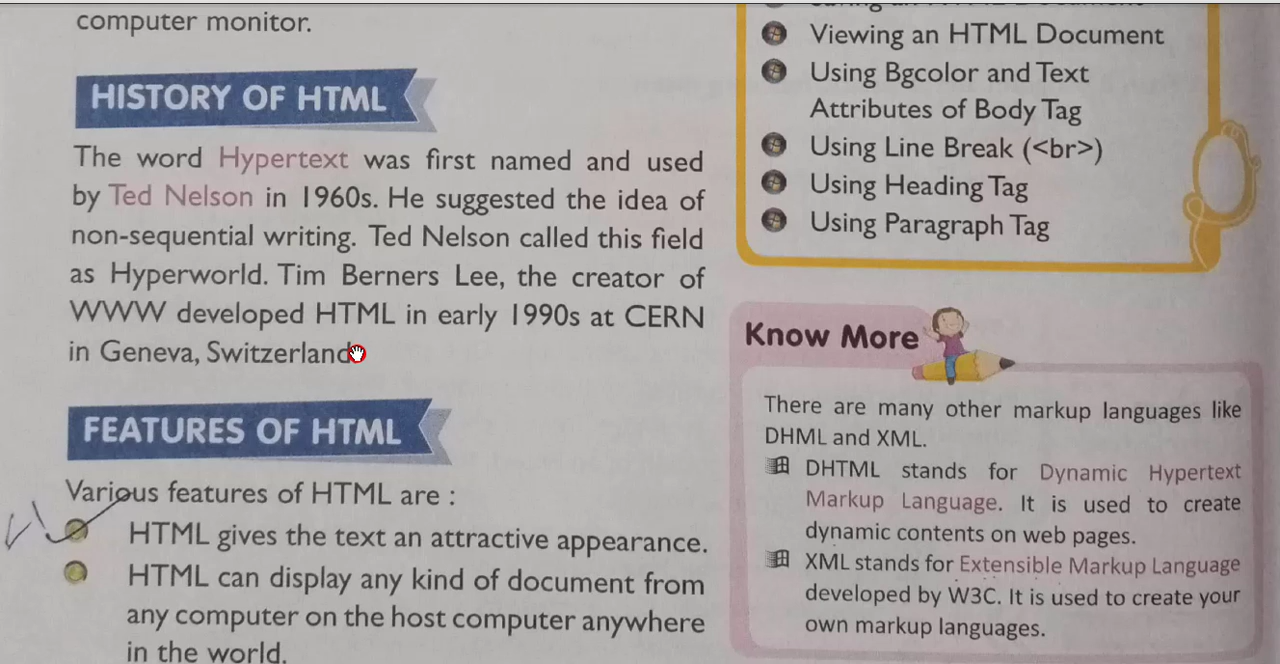 computer monitor.
HISTORY OF HTML
The word Hypertext was first named and used
by Ted Nelson in 1960s. He suggested the idea of
non-sequential writing. Ted Nelson called this field
as Hyperworld. Tim Berners Lee, the creator of
WWW developed HTML in early 1990s at CERN
in Geneva, Switzerland
FEATURES OF HTML
Various features of HTML are :
HTML gives the text an attractive appearance.
HTML can display any kind of document from
any computer on the host computer anywhere
in the world.
Viewing an HTML Document
Using Bgcolor and Text
Attributes of Body Tag
Using Line Break (<br>)
Using Heading Tag
Using Paragraph Tag
Know More
There are many other markup languages like
DHML and XML.
DHTML stands for Dynamic Hypertext
Markup Language. It is used to create
dynamic contents on web pages.
XML stands for Extensible Markup Language
developed by W3C. It is used to create your
own markup languages.